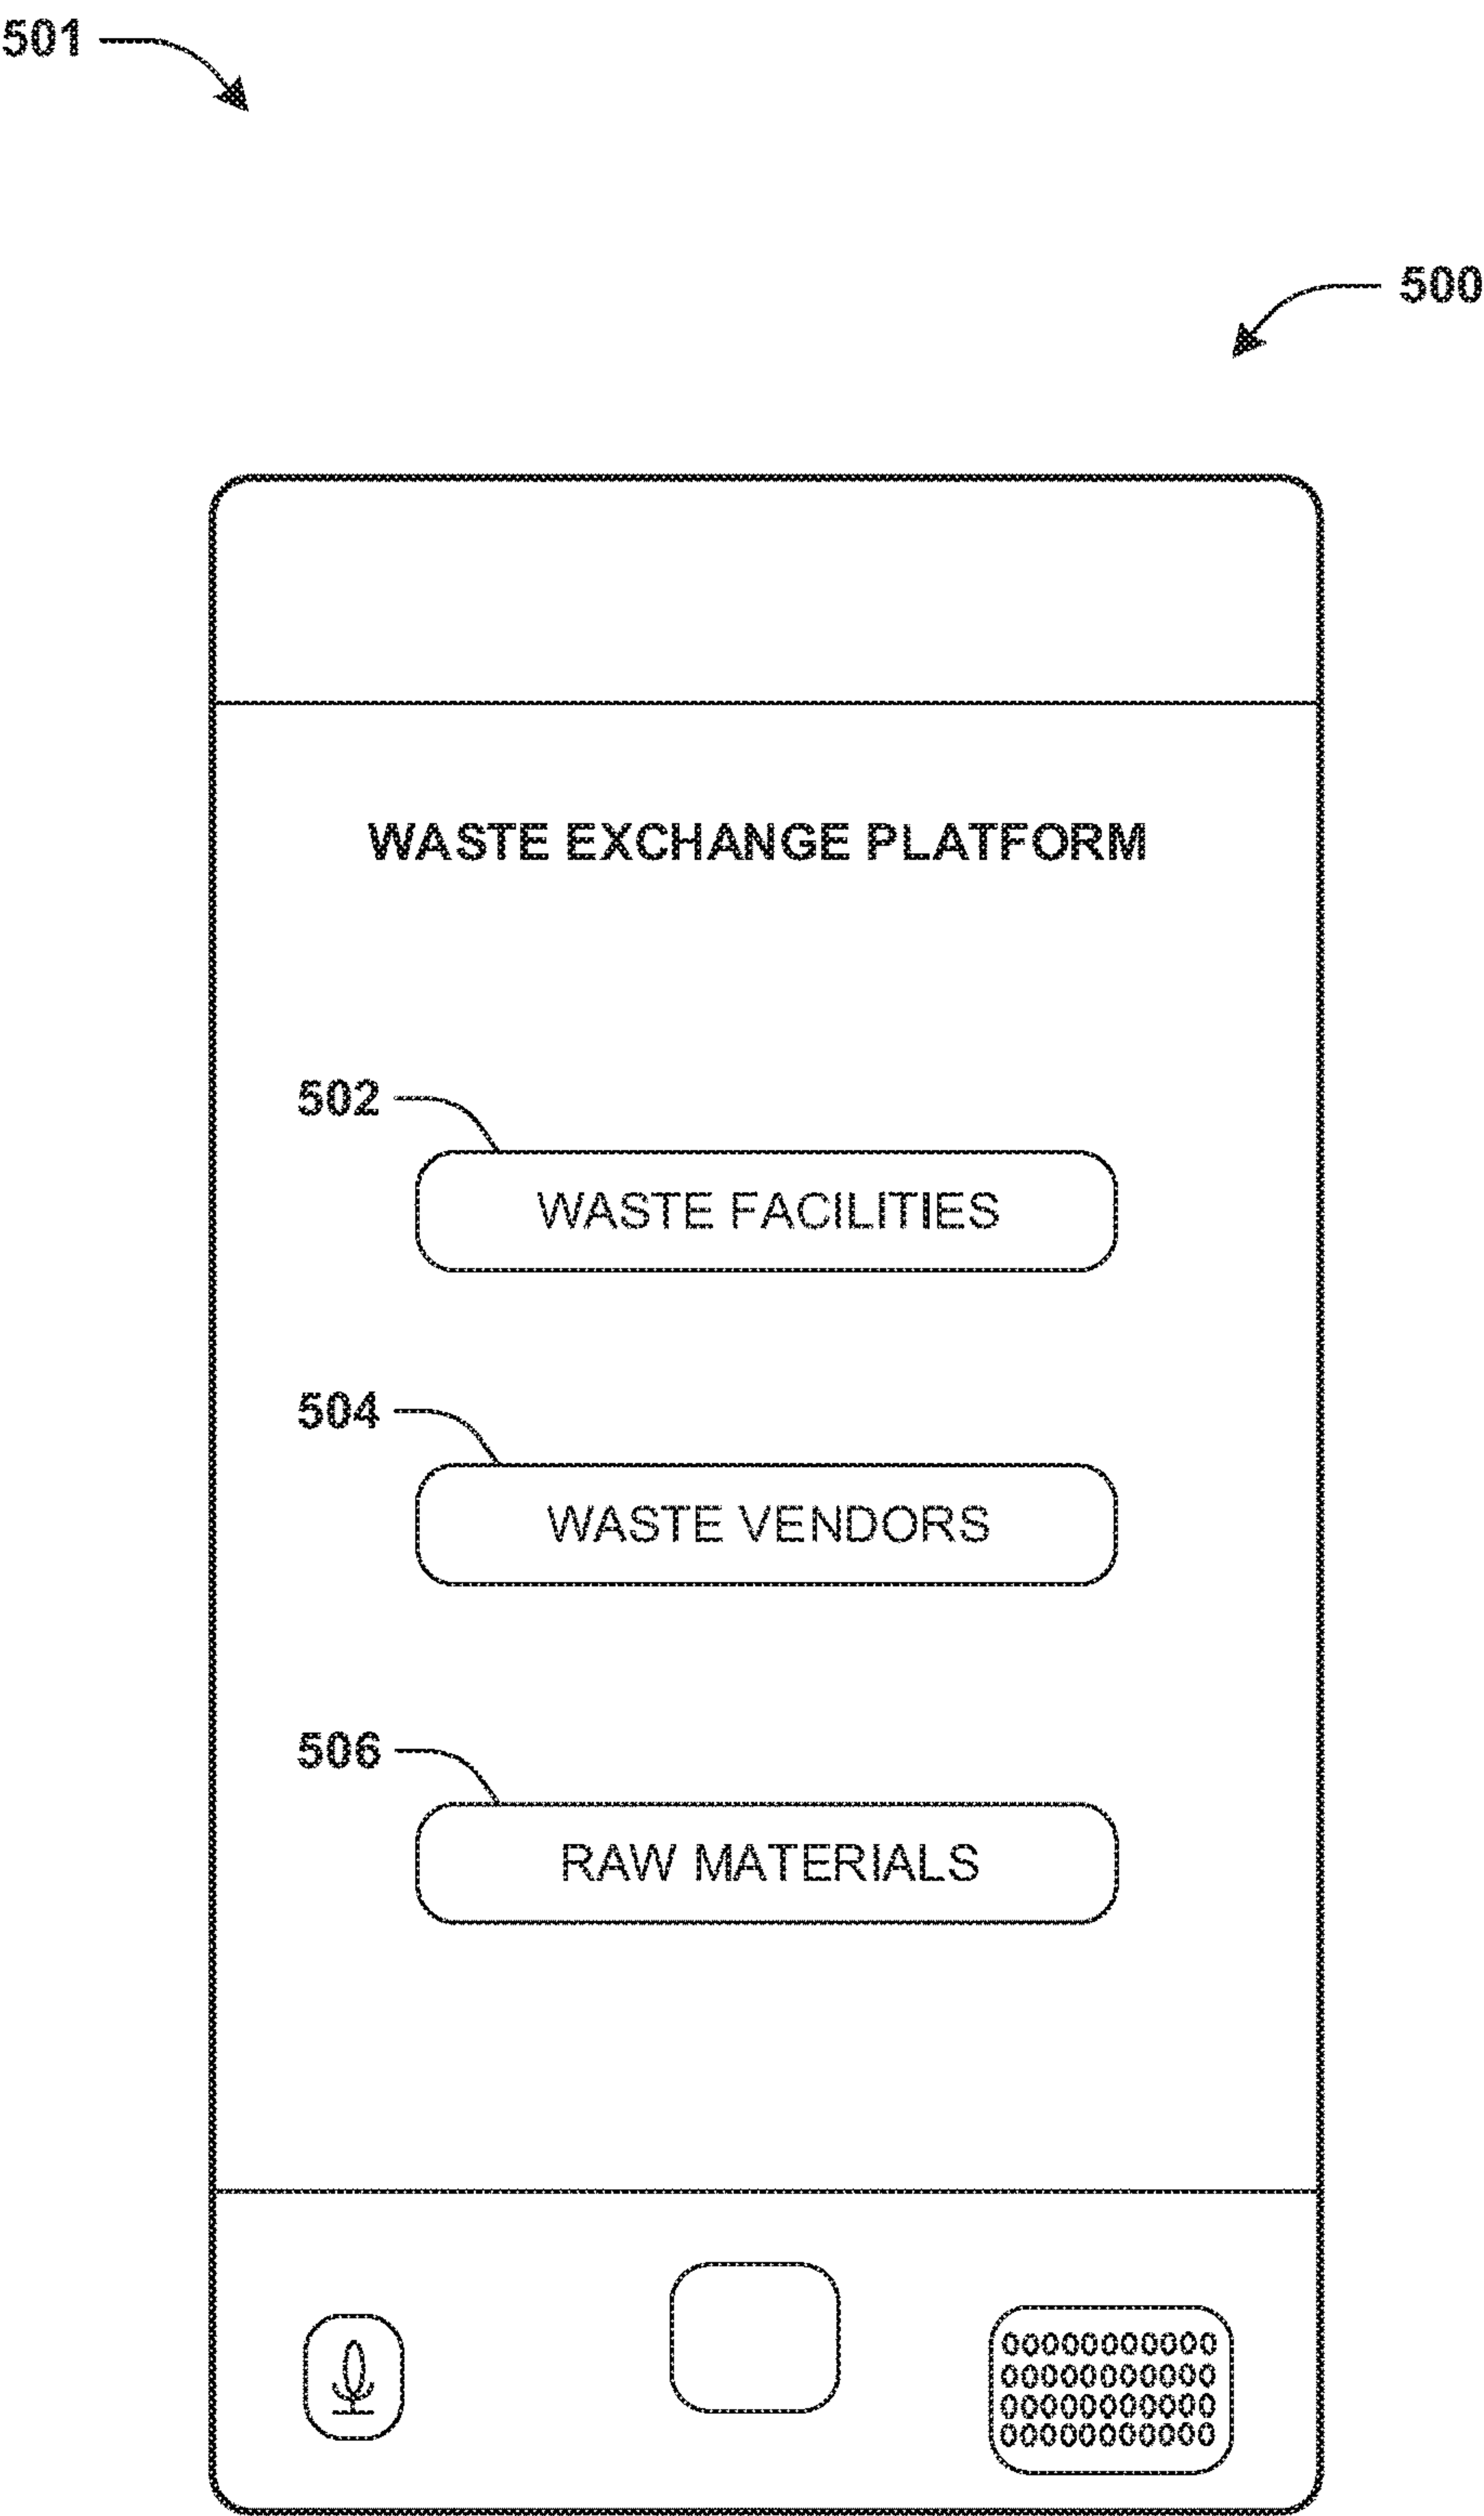 501
500
WASTE EXCHANGE PLATFORM
502
WASTE FACILITIES
504
WASTE VENDORS
506
RAW MATERIALS